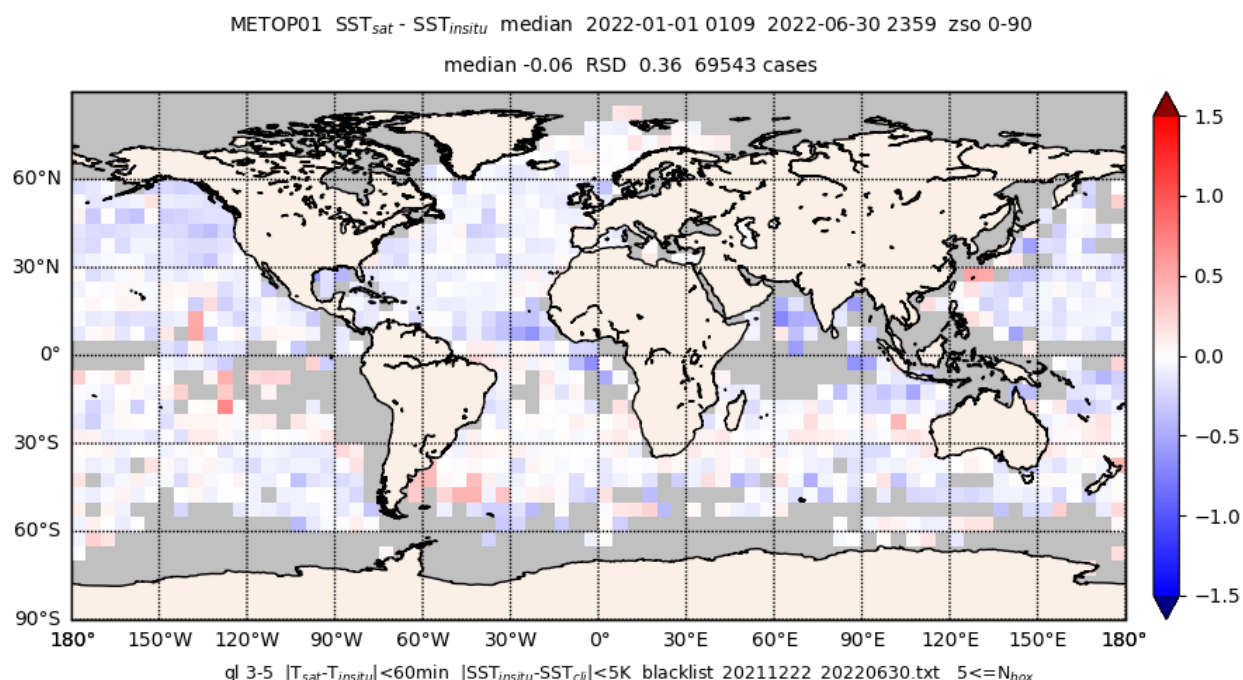 METOP01 SST_sat - SST_insitu median 2022-01-01 0109 2022-06-30 2359 zso 0-90
median -0.06 RSD 0.36 69543 cases
60°N
30°N
0°
30°S
60°S
90°S
180° 150°W 120°W 90°W 60°W 30°W 0° 30°E 60°E 90°E 120°E 150°E 180°
1.5
1.0
0.5
0.0
−0.5
−1.0
−1.5
ql 3-5 |T_sat-T_insitu|<60min |SST_insitu-SST_cli|<5K blacklist 20211222 20220630.txt 5<=N_box